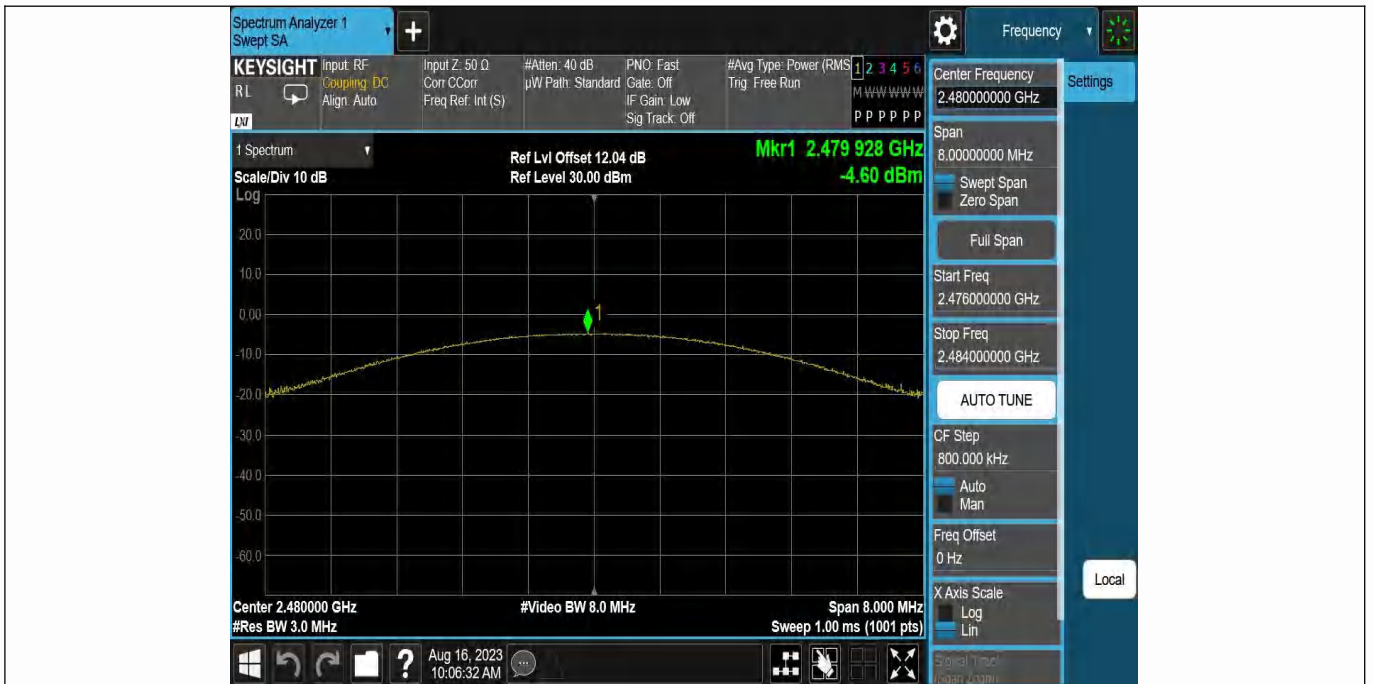 Spectrum Analyzer 1
Swept SA
+
Frequency
KEYSIGHT
RL
LXI
Input: RF
Coupling: DC
Align: Auto
Input Z: 50 Ω
Corr CCorr
Freq Ref: Int (S)
#Atten: 40 dB
µW Path: Standard
PNO: Fast
Gate: Off
IF Gain: Low
Sig Track: Off
#Avg Type: Power (RMS
Trig: Free Run
1 2 3 4 5 6
M W W W W W
P P P P P P
1 Spectrum
Scale/Div 10 dB
Log
Ref Lvl Offset 12.04 dB
Ref Level 30.00 dBm
Mkr1 2.479 928 GHz
-4.60 dBm
20.0
10.0
0.00
-10.0
-20.0
-30.0
-40.0
-50.0
-60.0
1
Center 2.480000 GHz
#Res BW 3.0 MHz
#Video BW 8.0 MHz
Span 8.000 MHz
Sweep 1.00 ms (1001 pts)
Center Frequency
2.480000000 GHz
Span
8.00000000 MHz
Swept Span
Zero Span
Full Span
Start Freq
2.476000000 GHz
Stop Freq
2.484000000 GHz
AUTO TUNE
CF Step
800.000 kHz
Auto
Man
Freq Offset
0 Hz
X Axis Scale
Log
Lin
Signal Track
(Span Zoom)
Settings
Local
?
Aug 16, 2023
10:06:32 AM